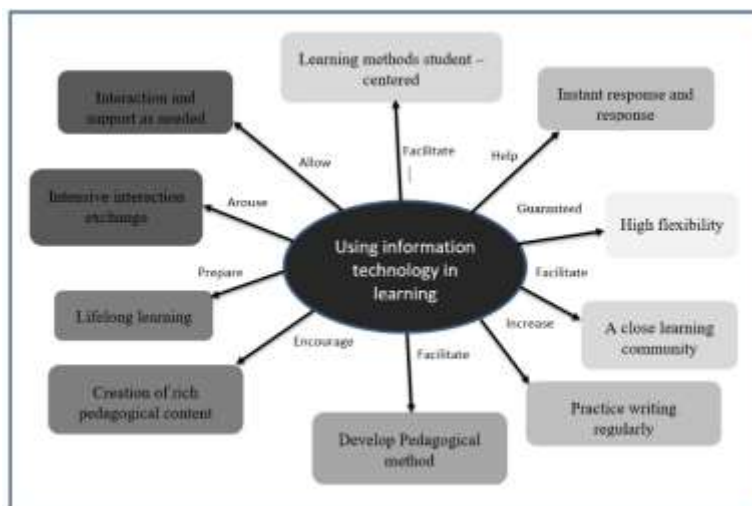 Learning methods student –
centered
Interaction and
support as needed
Instant response and
response
Allow
Facilitate
Help
Intensive interaction
exchange
Arouse
Guaranteed
High flexibility
Using information
technology in
learning
Prepare
Facilitate
Lifelong learning
A close learning
community
Encourage
Facilitate
Increase
Creation of rich
pedagogical content
Develop Pedagogical
method
Practice writing
regularly